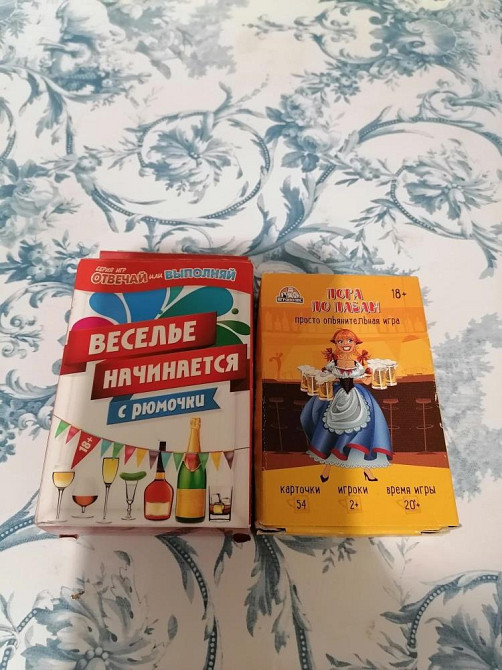 СЕРИЯ ИГР
ОТВЕЧАЙ ИЛИ ВЫПОЛНЯЙ
ВЕСЕЛЬЕ
НАЧИНАЕТСЯ
С РЮМОЧКИ
18+
18+
ПОРА
ПО ПАБАМ
просто опьянительная игра
карточки
54
игроки
2+
время игры
20+